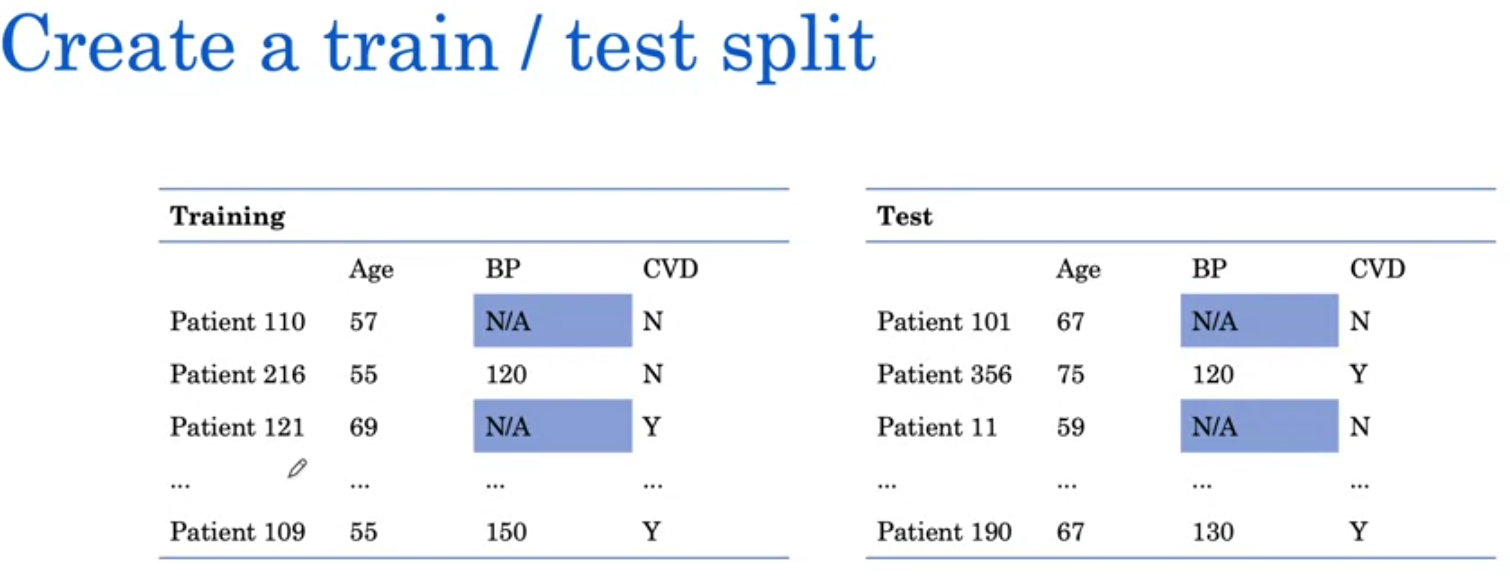 Create a train / test split
Training
Age BP CVD
Patient 110 57 N/A N
Patient 216 55 120 N
Patient 121 69 N/A Y
... ... ... ...
Patient 109 55 150 Y
Test
Age BP CVD
Patient 101 67 N/A N
Patient 356 75 120 Y
Patient 11 59 N/A N
... ... ... ...
Patient 190 67 130 Y